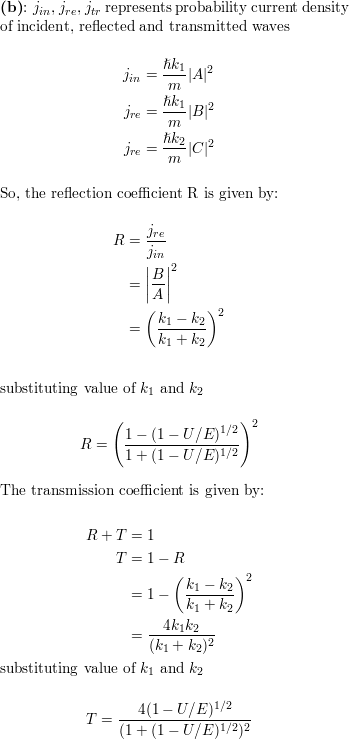 (b): j_{in}, j_{re}, j_{tr} represents probability current density
of incident, reflected and transmitted waves
j_{in} = \frac{\hbar k_1}{m}|A|^2
j_{re} = \frac{\hbar k_1}{m}|B|^2
j_{re} = \frac{\hbar k_2}{m}|C|^2
So, the reflection coefficient R is given by:
R = \frac{j_{re}}{j_{in}}
= \left|\frac{B}{A}\right|^2
= \left(\frac{k_1 - k_2}{k_1 + k_2}\right)^2
substituting value of k_1 and k_2
R = \left(\frac{1 - (1 - U/E)^{1/2}}{1 + (1 - U/E)^{1/2}}\right)^2
The transmission coefficient is given by:
R + T = 1
T = 1 - R
= 1 - \left(\frac{k_1 - k_2}{k_1 + k_2}\right)^2
= \frac{4k_1k_2}{(k_1 + k_2)^2}
substituting value of k_1 and k_2
T = \frac{4(1 - U/E)^{1/2}}{(1 + (1 - U/E)^{1/2})^2}